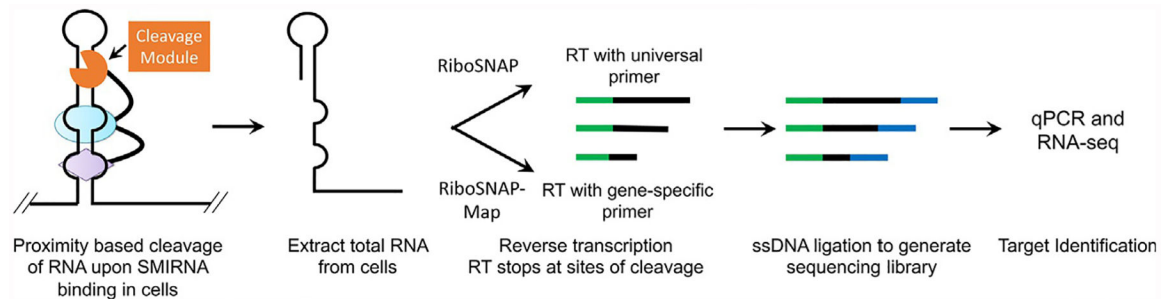 Cleavage
Module
RiboSNAP
RiboSNAP-
Map
RT with universal
primer
RT with gene-specific
primer
qPCR and
RNA-seq
Proximity based cleavage
of RNA upon SMIRNA
binding in cells
Extract total RNA
from cells
Reverse transcription
RT stops at sites of cleavage
ssDNA ligation to generate
sequencing library
Target Identification